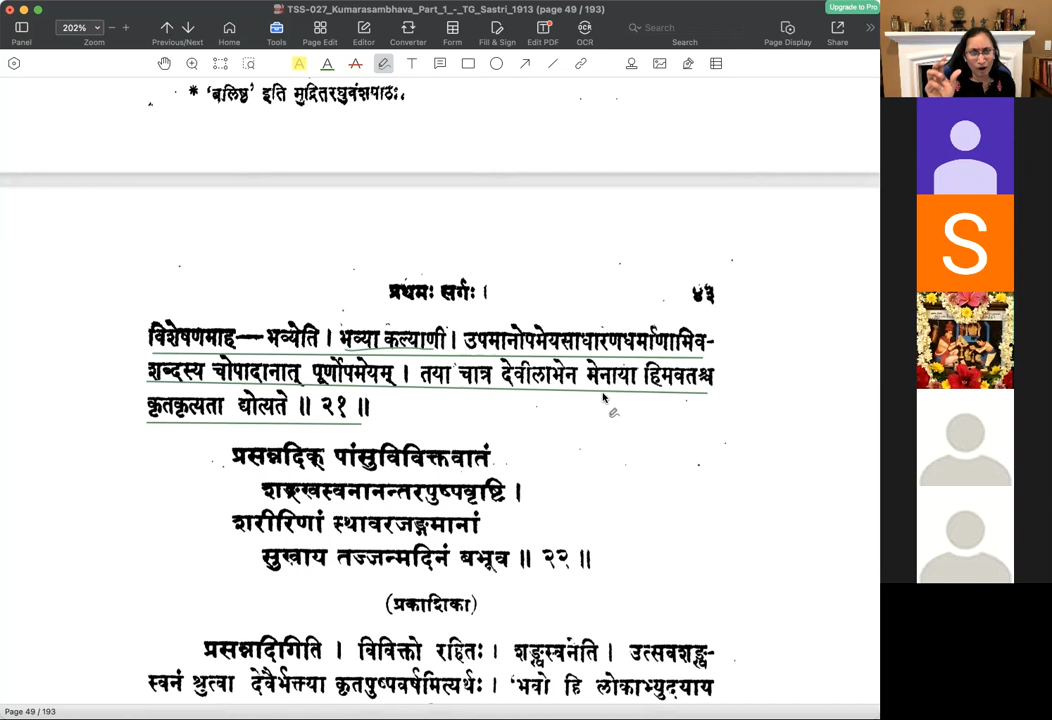 TSS-027_Kumarasambhava_Part_1_-_TG_Sastri_1913 (page 49 / 193)
Upgrade to Pro
202%
Panel
Zoom
Previous/Next
Home
Tools
Page Edit
Editor
Converter
Form
Fill & Sign
Edit PDF
OCR
Search
Search
Page Display
Share
* ‘बलिष्ठ’ इति मुद्रितरघुवंशपाठः.
प्रथमः सर्गः ।
४३
विशेषणमाह—भव्येति । भव्या कल्याणी । उपमानोपमेयसाधारणधर्माणामिव-
शब्दस्य चोपादानात् पूर्णोपमेयम् । तया चात्र देवीलाभेन मेनाया हिमवतश्च
कृतकृत्यता द्योत्यते ॥ २१ ॥
प्रसन्नदिक् पांसुविविक्तवातं
शङ्खस्वनानन्तरपुष्पवृष्टि ।
शरीरिणां स्थावरजङ्गमानां
सुखाय तज्जन्मदिनं बभूव ॥ २२ ॥
(प्रकाशिका)
प्रसन्नदिगिति । विविक्तो रहितः । शङ्खस्वनेति । उत्सवशङ्ख-
स्वनं श्रुत्वा देवैर्भक्त्या कृतपुष्पवर्षमित्यर्थः । ‘भवो हि लोकाभ्युदयाय
Page 49 / 193
S